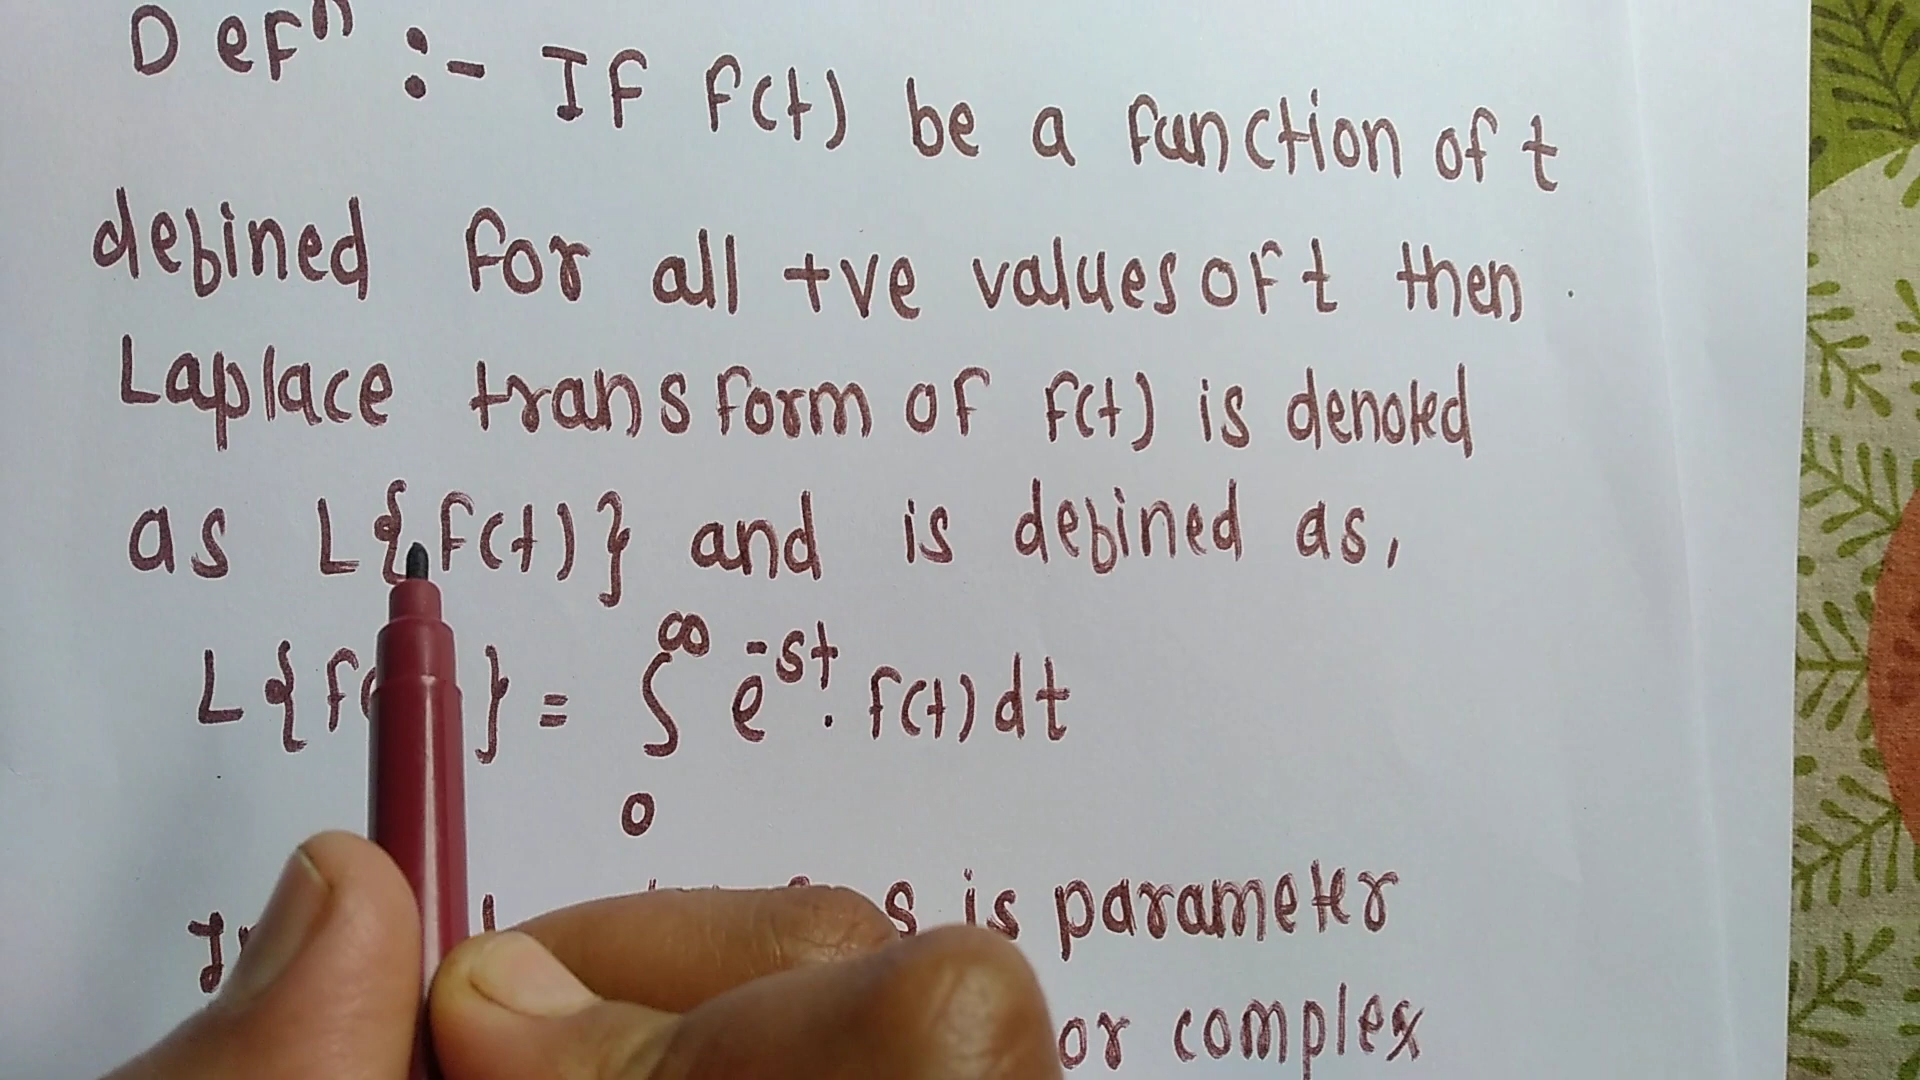 Defⁿ :- If f(t) be a function of t
defined for all +ve values of t then
Laplace transform of f(t) is denoted
as L{f(t)} and is defined as,
L{f( } = ∫₀^∞ e^-st . f(t) dt
s is parameter
or complex